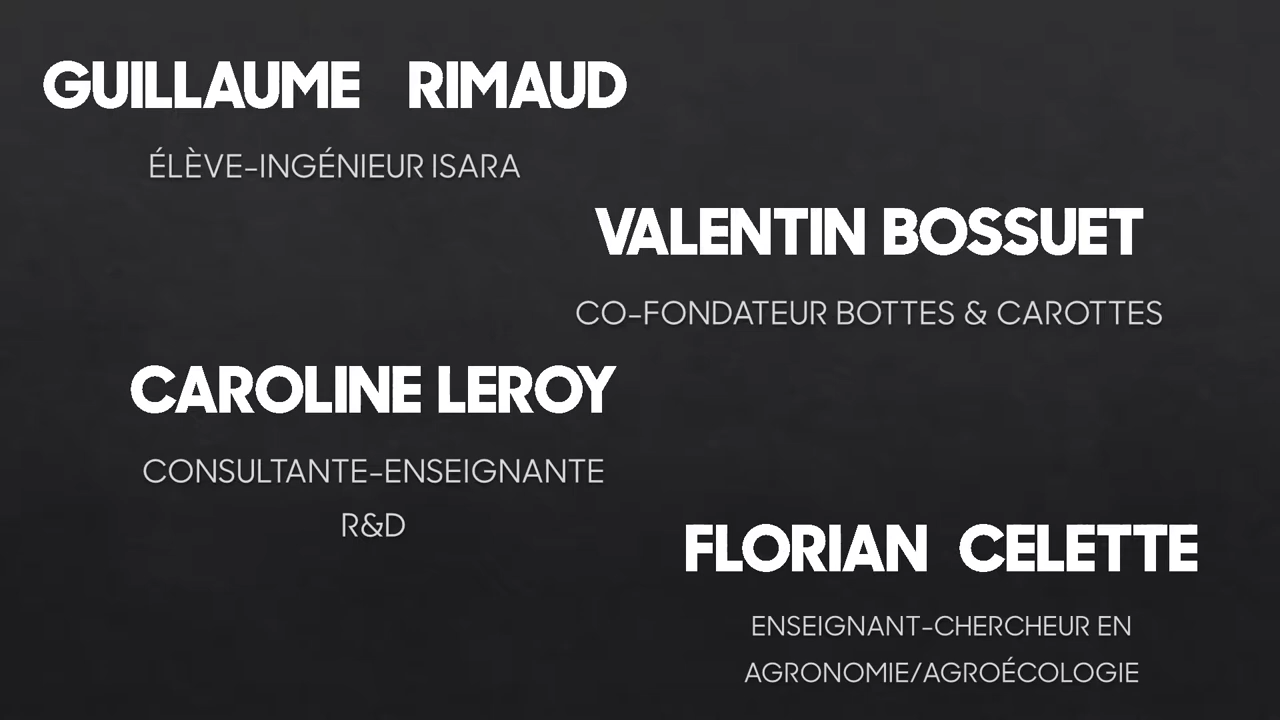 GUILLAUME RIMAUD
ÉLÈVE-INGÉNIEUR ISARA
VALENTIN BOSSUET
CO-FONDATEUR BOTTES & CAROTTES
CAROLINE LEROY
CONSULTANTE-ENSEIGNANTE
R&D
FLORIAN CELETTE
ENSEIGNANT-CHERCHEUR EN
AGRONOMIE/AGROÉCOLOGIE